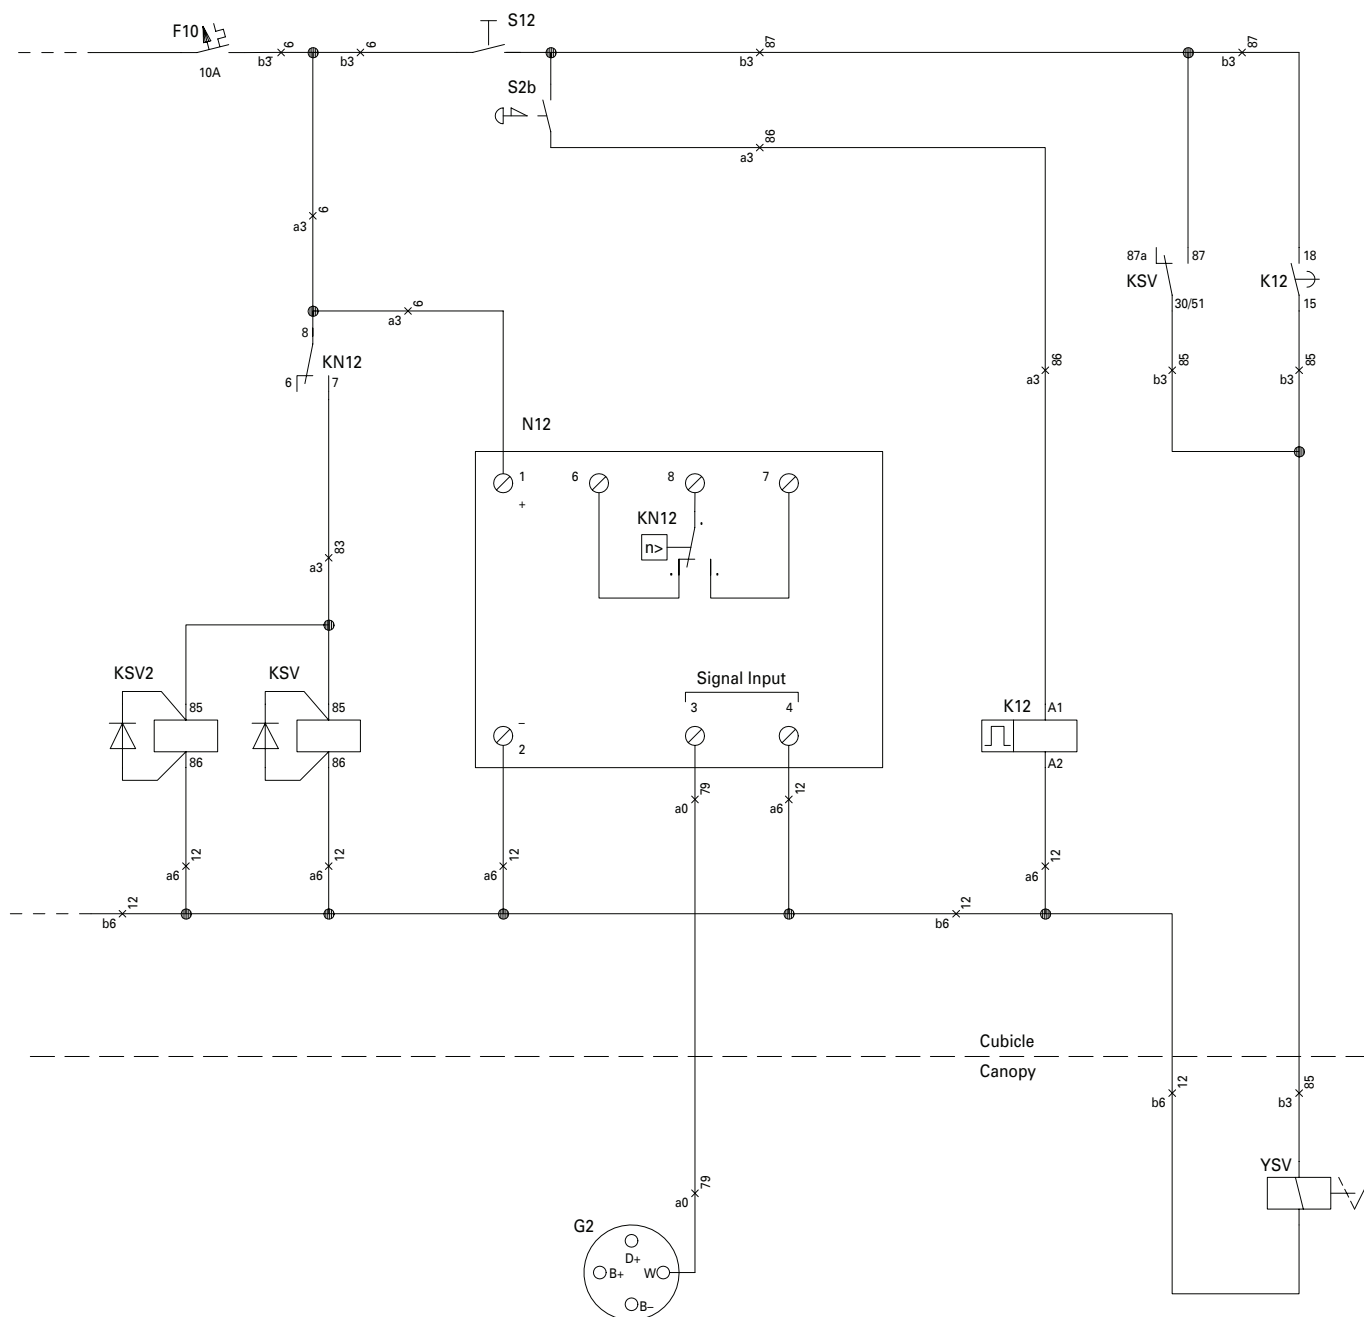 F10
10A
b3
6
b3
6
S12
S2b
b3
87
b3
87
a3
86
a3
6
a3
6
87a
87
KSV
30/51
18
K12
15
8
KN12
6
7
a3
86
b3
85
b3
85
N12
1
+
6
8
7
KN12
n>
a3
83
KSV2
85
86
KSV
85
86
Signal Input
3
4
–
2
K12
A1
A2
a0
79
a6
12
a6
12
a6
12
a6
12
a6
12
b6
12
b6
12
Cubicle
Canopy
b6
12
b3
85
YSV
a0
79
G2
D+
B+
W
B–